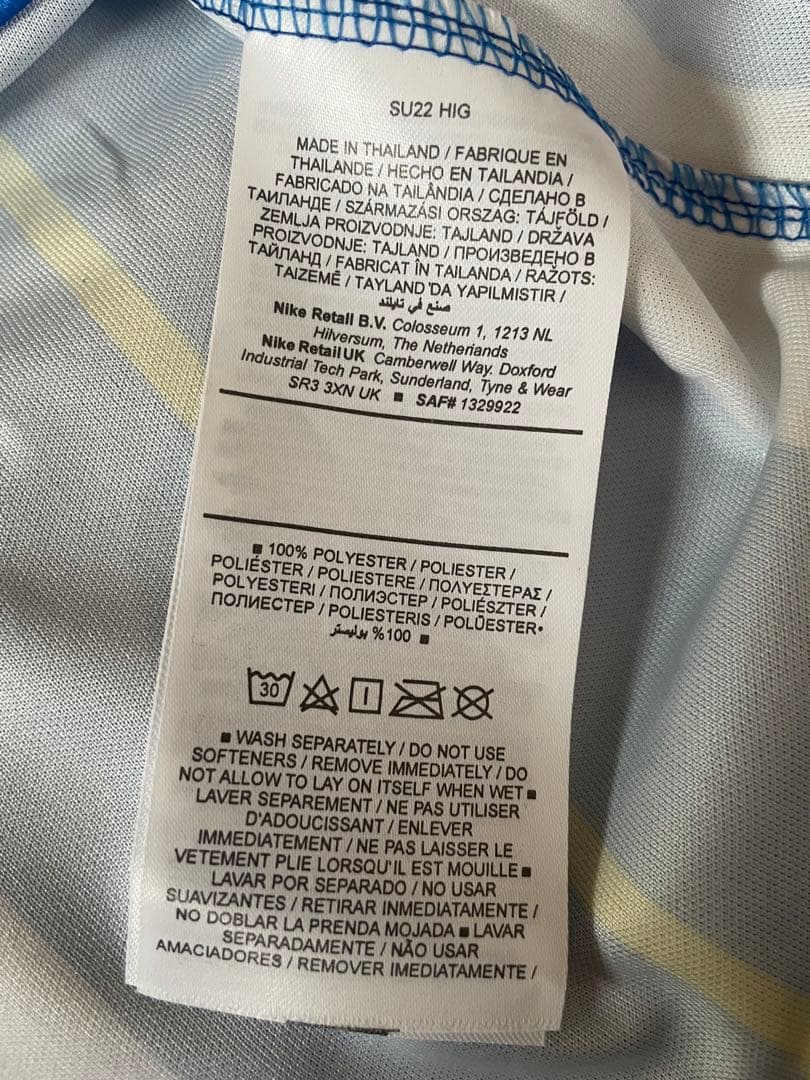 SU22 HIG
MADE IN THAILAND / FABRIQUE EN
THAILANDE / HECHO EN TAILANDIA /
FABRICADO NA TAILÂNDIA / СДЕЛАНО В
ТАИЛАНДЕ / SZÁRMAZÁSI ORSZAG: TÁJFÖLD /
ZEMLJA PROIZVODNJE: TAJLAND / DRŽAVA
PROIZVODNJE: TAJLAND / ПРОИЗВЕДЕНО В
ТАЙЛАНД / FABRICAT ÎN TAILANDA / RAŽOTS:
TAIZEMĒ / TAYLAND'DA YAPILMISTIR /
صنع في تايلند
Nike Retall B.V. Colosseum 1, 1213 NL
Hilversum, The Netherlands
Nike Retail UK Camberwell Way. Doxford
Industrial Tech Park, Sunderland, Tyne & Wear
SR3 3XN UK ■ SAF# 1329922
■ 100% POLYESTER / POLIESTER /
POLIÉSTER / POLIESTERE / ΠΟΛΥΕΣΤΕΡΑΣ /
POLYESTERI / ПОЛИЭСТЕР / POLIÉSZTER /
ПОЛИЕСТЕР / POLIESTERIS / POLÜESTER•
%100 بوليستر ■
30
■ WASH SEPARATELY / DO NOT USE
SOFTENERS / REMOVE IMMEDIATELY / DO
NOT ALLOW TO LAY ON ITSELF WHEN WET ■
LAVER SEPAREMENT / NE PAS UTILISER
D'ADOUCISSANT / ENLEVER
IMMEDIATEMENT / NE PAS LAISSER LE
VETEMENT PLIE LORSQU'IL EST MOUILLE ■
LAVAR POR SEPARADO / NO USAR
SUAVIZANTES / RETIRAR INMEDIATAMENTE /
NO DOBLAR LA PRENDA MOJADA ■ LAVAR
SEPARADAMENTE / NÃO USAR
AMACIADORES / REMOVER IMEDIATAMENTE /